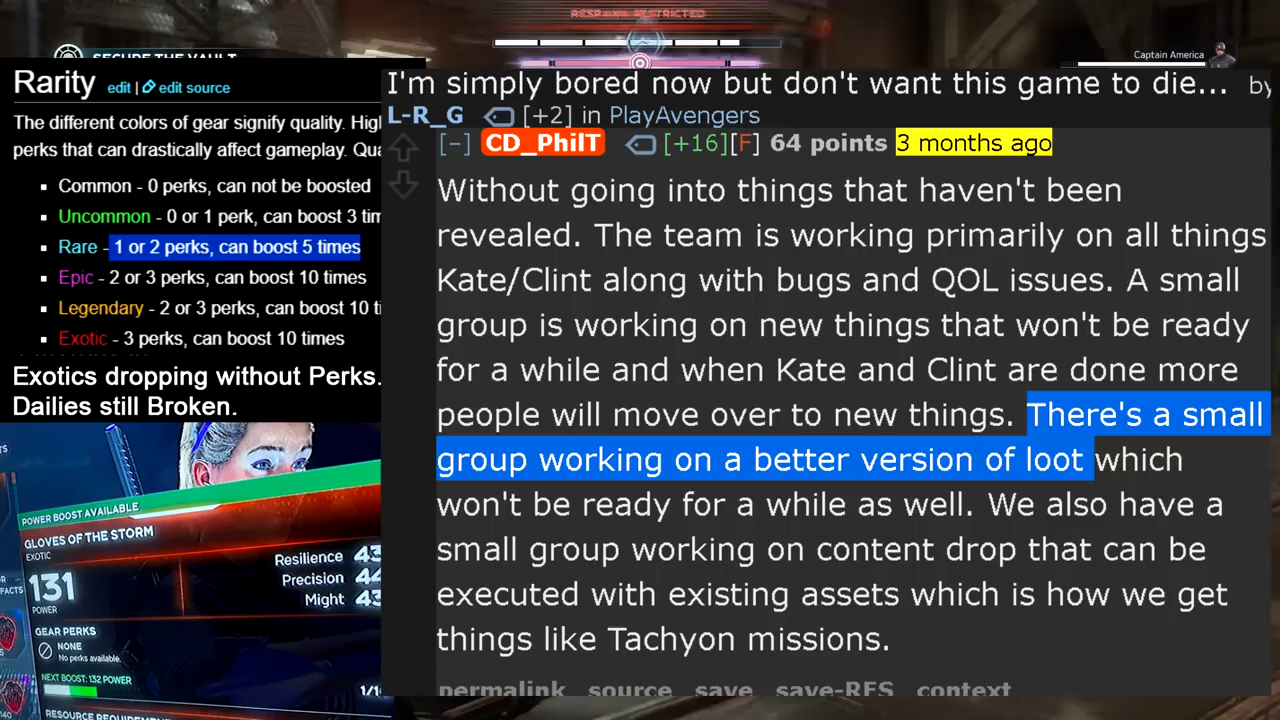 RESPAWN RESTRICTED
SECURE THE VAULT
Captain America
Rarity edit | edit source
The different colors of gear signify quality.
perks that can drastically affect gameplay.
Common - 0 perks, can not be boosted
Uncommon - 0 or 1 perk, can boost 3
Rare - 1 or 2 perks, can boost 5 times
Epic - 2 or 3 perks, can boost 10 times
Legendary - 2 or 3 perks, can boost 10
Exotic - 3 perks, can boost 10 times
Exotics dropping without Perks.
Dailies still Broken.
POWER BOOST AVAILABLE
GLOVES OF THE STORM
EXOTIC
131
POWER
Resilience 43
Precision 44
Might 43
GEAR PERKS
NONE
No perks available.
NEXT BOOST: 132 POWER
I'm simply bored now but don't want this game to die... by
L-R_G [+2] in PlayAvengers
[–] CD_PhilT [+16][F] 64 points 3 months ago
Without going into things that haven't been
revealed. The team is working primarily on all things
Kate/Clint along with bugs and QOL issues. A small
group is working on new things that won't be ready
for a while and when Kate and Clint are done more
people will move over to new things. There's a small
group working on a better version of loot which
won't be ready for a while as well. We also have a
small group working on content drop that can be
executed with existing assets which is how we get
things like Tachyon missions.
permalink source save save-RES context